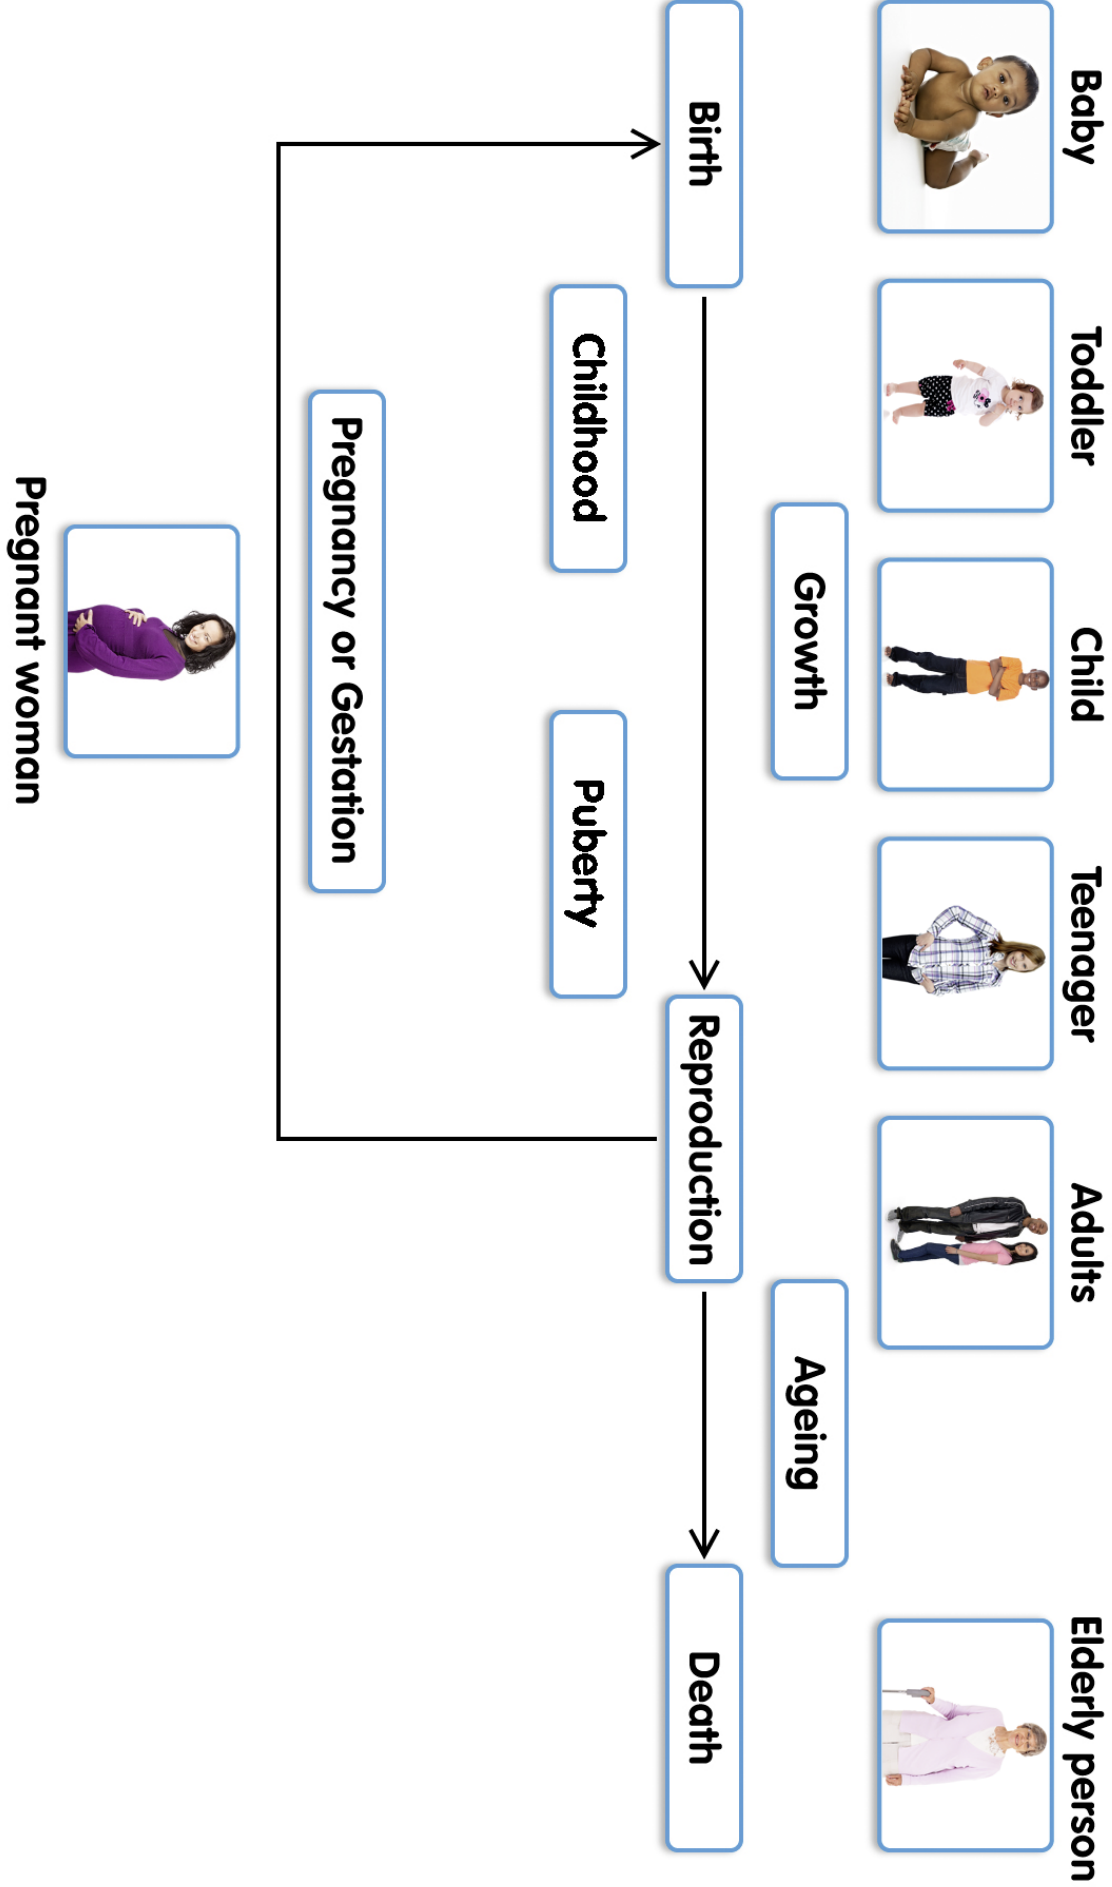 Baby
Toddler
Child
Teenager
Adults
Elderly person
Growth
Ageing
Birth
Reproduction
Death
Childhood
Puberty
Pregnancy or Gestation
Pregnant woman